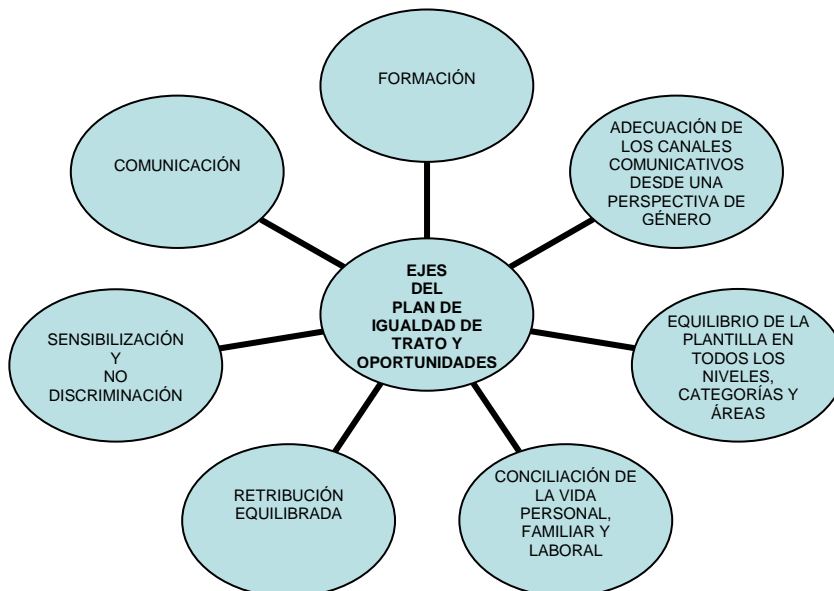 FORMACIÓN
ADECUACIÓN DE
LOS CANALES
COMUNICATIVOS
DESDE UNA
PERSPECTIVA DE
GÉNERO
COMUNICACIÓN
EJES
DEL
PLAN DE
IGUALDAD DE
TRATO Y
OPORTUNIDADES
SENSIBILIZACIÓN
Y
NO
DISCRIMINACIÓN
EQUILIBRIO DE LA
PLANTILLA EN
TODOS LOS
NIVELES,
CATEGORÍAS Y
ÁREAS
RETRIBUCIÓN
EQUILIBRADA
CONCILIACIÓN DE
LA VIDA
PERSONAL,
FAMILIAR Y
LABORAL